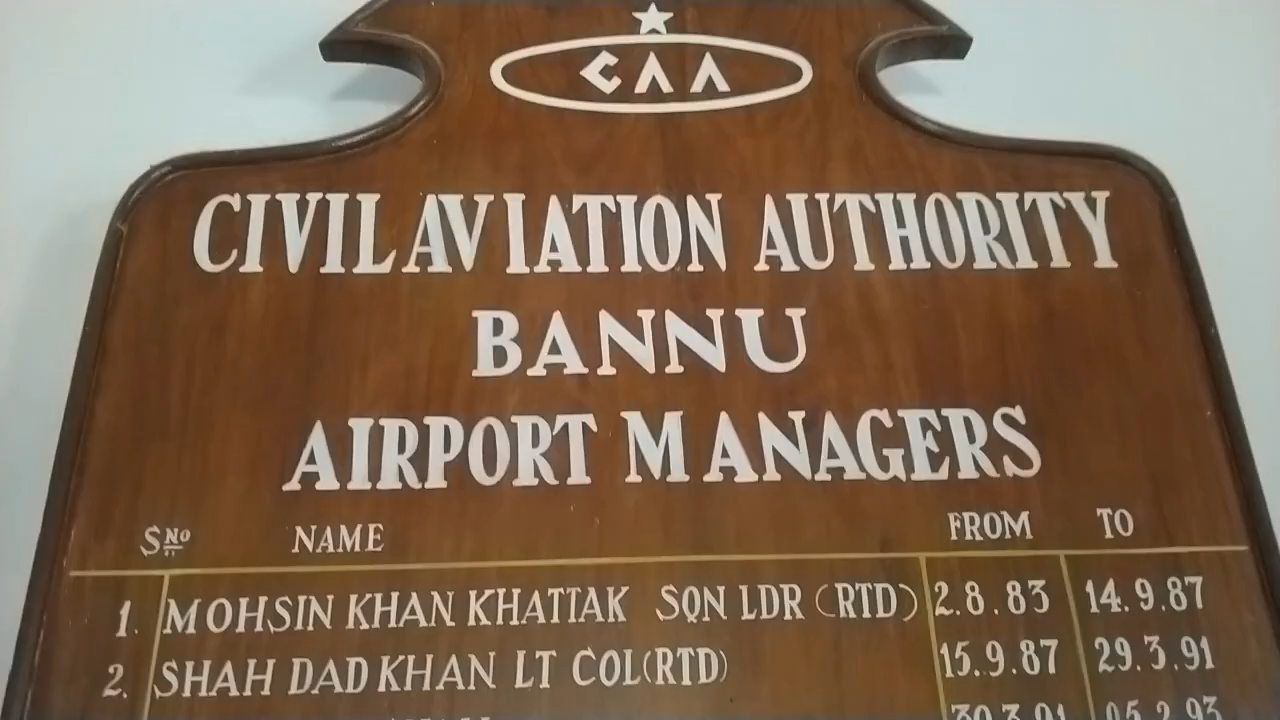 CAA
CIVIL AVIATION AUTHORITY
BANNU
AIRPORT MANAGERS
SNo NAME FROM TO
1. MOHSIN KHAN KHATTAK SQN LDR (RTD) 2.8.83 14.9.87
2. SHAH DAD KHAN LT COL(RTD) 15.9.87 29.3.91
30.3.91 05.2.93